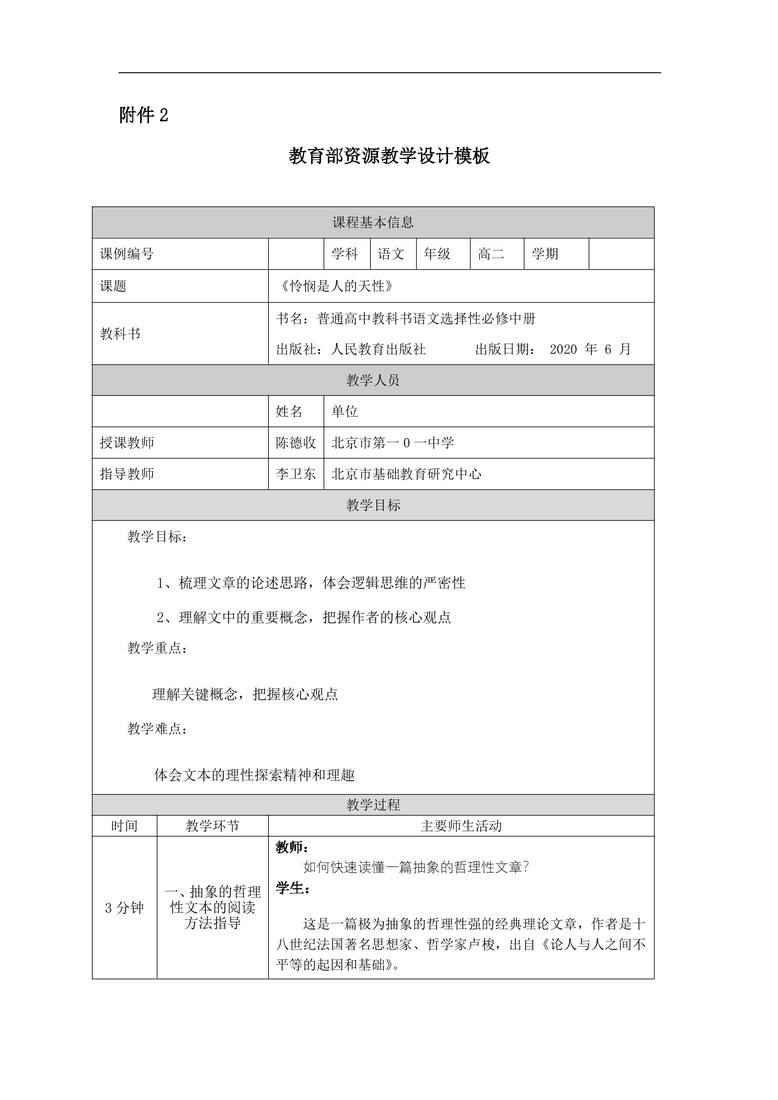 附件 2
教育部资源教学设计模板
课程基本信息
课例编号 学科 语文 年级 高二 学期
课题 《怜悯是人的天性》
教科书
书名：普通高中教科书语文选择性必修中册
出版社：人民教育出版社 出版日期： 2020 年 6 月
教学人员
姓名 单位
授课教师 陈德收 北京市第一０一中学
指导教师 李卫东 北京市基础教育研究中心
教学目标
教学目标：
1、梳理文章的论述思路，体会逻辑思维的严密性
2、理解文中的重要概念，把握作者的核心观点
教学重点：
理解关键概念，把握核心观点
教学难点：
体会文本的理性探索精神和理趣
教学过程
时间 教学环节 主要师生活动
3 分钟
一、抽象的哲理
性文本的阅读
方法指导
教师：
如何快速读懂一篇抽象的哲理性文章？
学生：
这是一篇极为抽象的哲理性强的经典理论文章，作者是十
八世纪法国著名思想家、哲学家卢梭，出自《论人与人之间不
平等的起因和基础》。